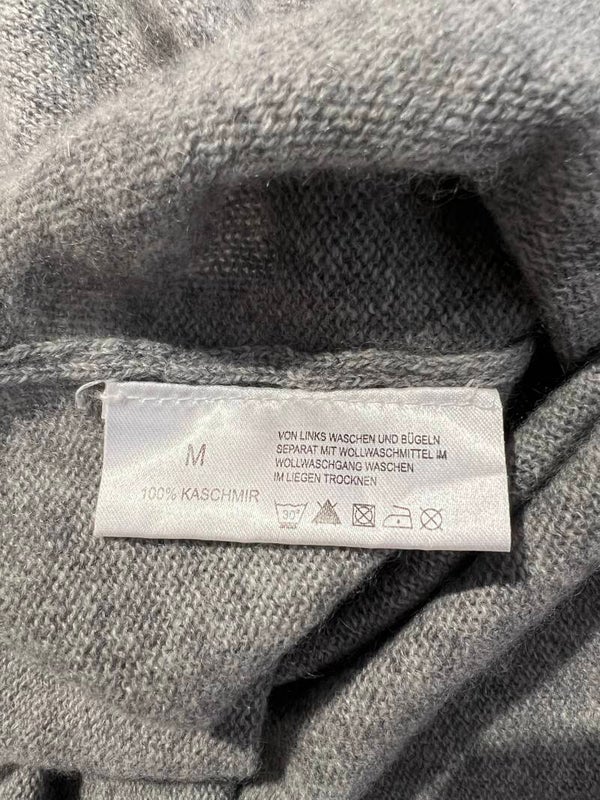 M
100% KASCHMIR
VON LINKS WASCHEN UND BÜGELN
SEPARAT MIT WOLLWASCHMITTEL IM
WOLLWASCHGANG WASCHEN
IM LIEGEN TROCKNEN
30°